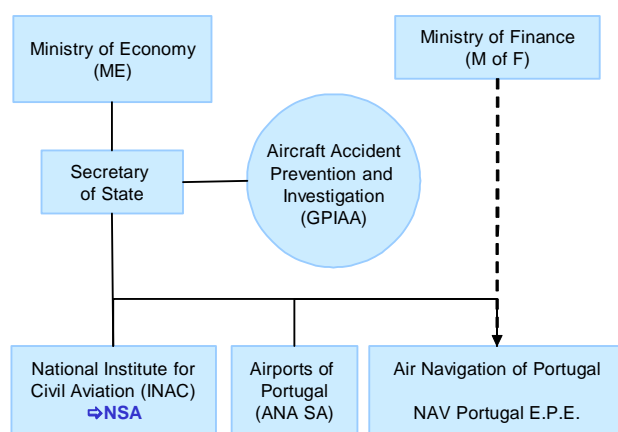 Ministry of Economy
(ME)
Ministry of Finance
(M of F)
Secretary
of State
Aircraft Accident
Prevention and
Investigation
(GPIAA)
National Institute for
Civil Aviation (INAC)
⇨NSA
Airports of
Portugal
(ANA SA)
Air Navigation of Portugal
NAV Portugal E.P.E.